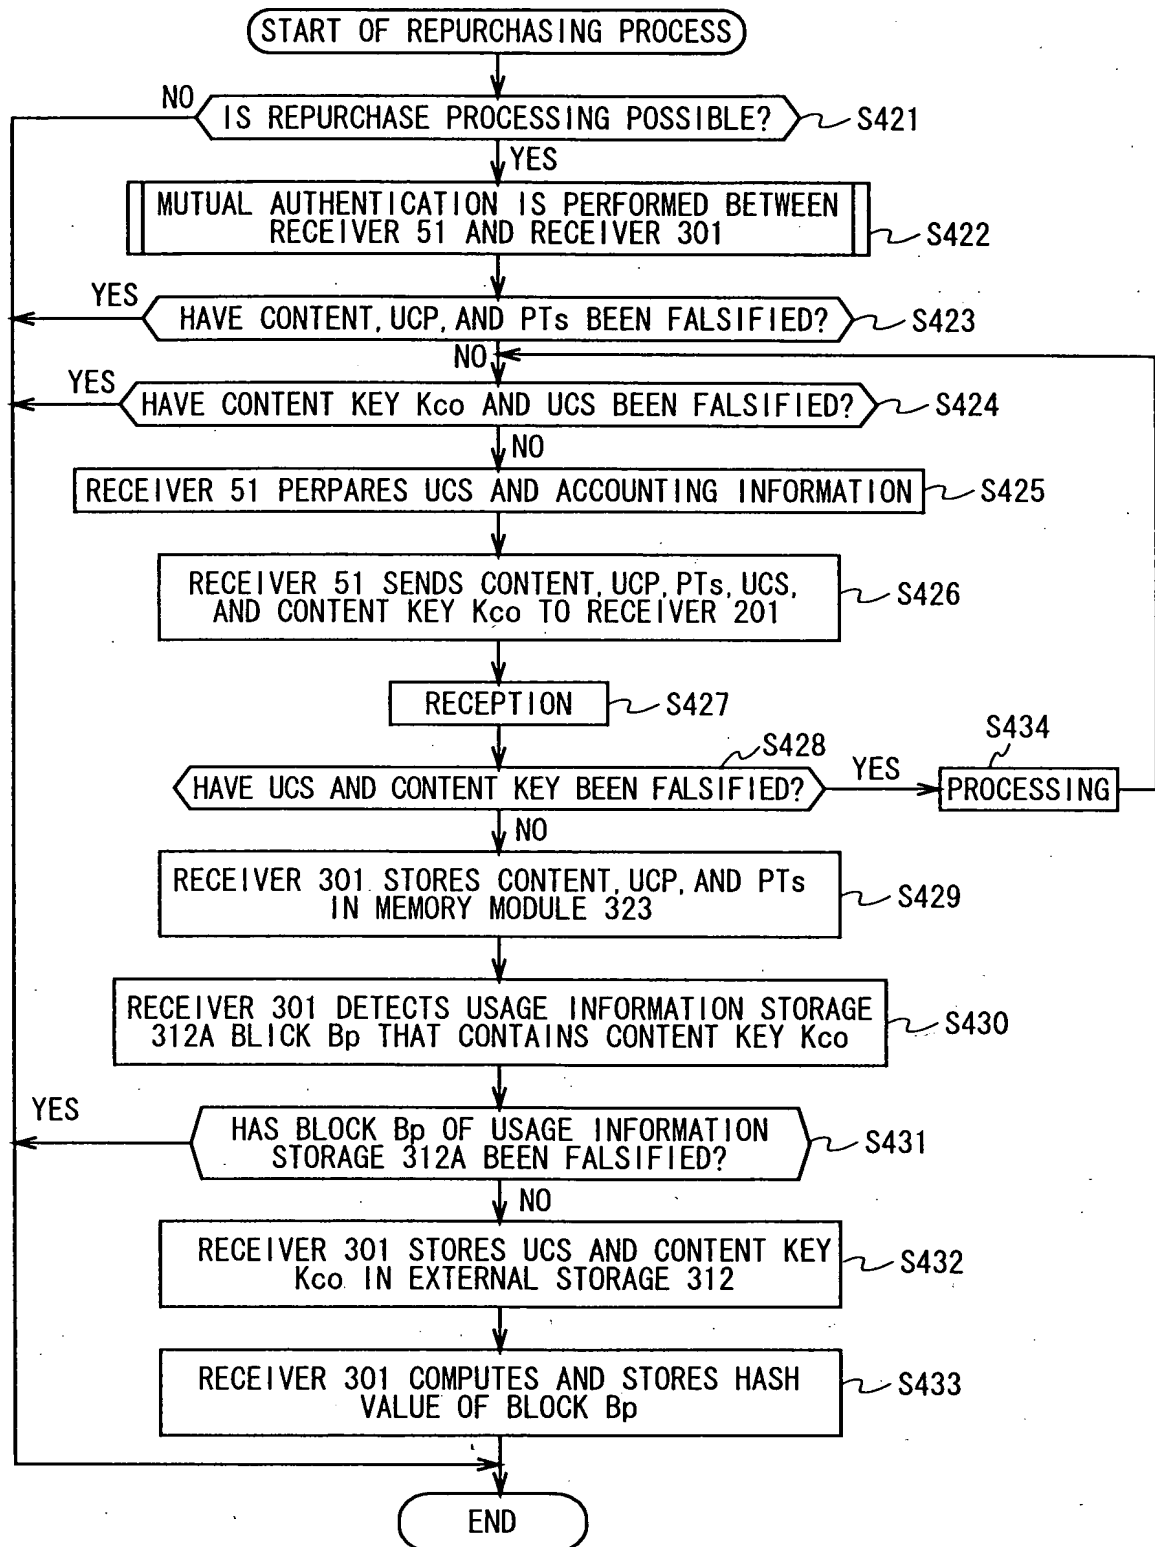 START OF REPURCHASING PROCESS
NO
IS REPURCHASE PROCESSING POSSIBLE?
S421
YES
MUTUAL AUTHENTICATION IS PERFORMED BETWEEN
RECEIVER 51 AND RECEIVER 301
S422
YES
HAVE CONTENT, UCP, AND PTs BEEN FALSIFIED?
S423
NO
YES
HAVE CONTENT KEY Kco AND UCS BEEN FALSIFIED?
S424
NO
RECEIVER 51 PERPARES UCS AND ACCOUNTING INFORMATION
S425
RECEIVER 51 SENDS CONTENT, UCP, PTs, UCS,
AND CONTENT KEY Kco TO RECEIVER 201
S426
RECEPTION
S427
S428
HAVE UCS AND CONTENT KEY BEEN FALSIFIED?
YES
S434
PROCESSING
NO
RECEIVER 301 STORES CONTENT, UCP, AND PTs
IN MEMORY MODULE 323
S429
RECEIVER 301 DETECTS USAGE INFORMATION STORAGE
312A BLICK Bp THAT CONTAINS CONTENT KEY Kco
S430
YES
HAS BLOCK Bp OF USAGE INFORMATION
STORAGE 312A BEEN FALSIFIED?
S431
NO
RECEIVER 301 STORES UCS AND CONTENT KEY
Kco IN EXTERNAL STORAGE 312
S432
RECEIVER 301 COMPUTES AND STORES HASH
VALUE OF BLOCK Bp
S433
END